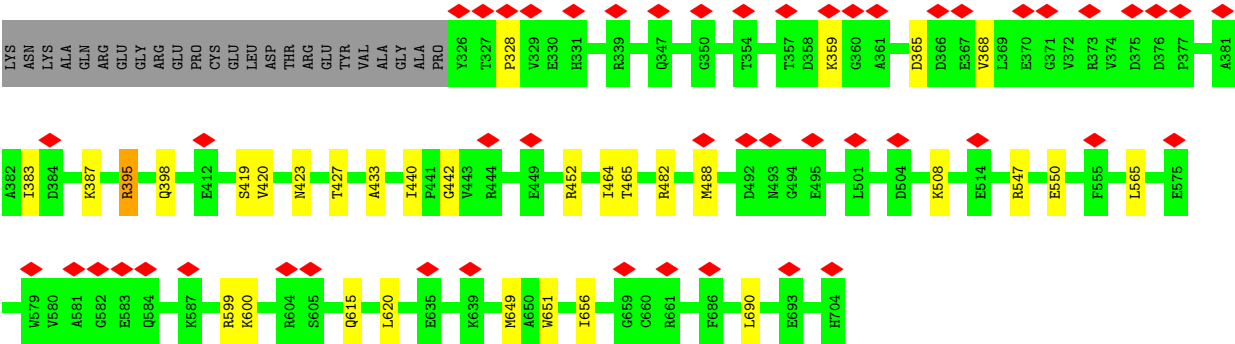 LYS ASN LYS ALA GLN ARG GLU GLY ARG GLU PRO CYS GLU LEU ASP THR ARG GLU TYR VAL ALA GLY ALA PRO Y326 T327 P328 V329 E330 H331 R339 Q347 G350 T354 T357 D358 K359 G360 A361 D365 D366 E367 V368 L369 E370 G371 V372 R373 V374 D375 D376 P377 A381
A382 I383 D384 K387 R395 Q398 E412 S419 V420 N423 T427 A433 I440 P441 G442 V443 R444 E449 R452 I464 T465 R482 M488 D492 N493 G494 E495 L501 D504 K508 E514 R547 E550 F555 L565 E575
W579 V580 A581 G582 E583 Q584 K587 R599 K600 R604 S605 Q615 L620 E635 K639 M649 A650 W651 I656 G659 C660 R661 F686 L690 E693 H704